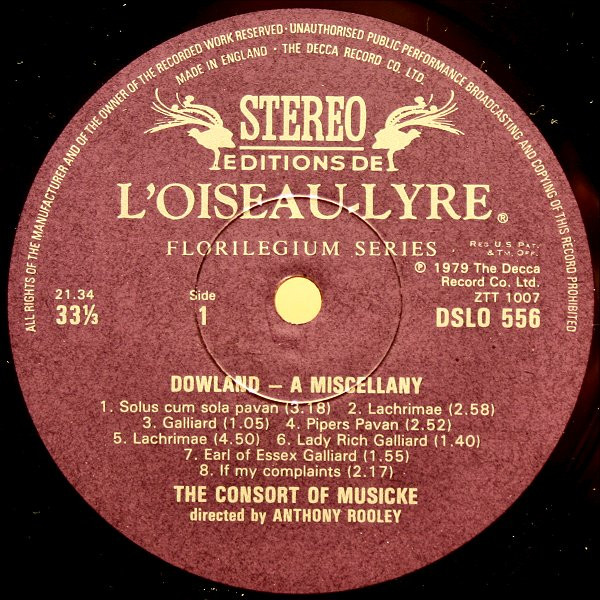 ALL RIGHTS OF THE MANUFACTURER AND OF THE OWNER OF THE RECORDED WORK RESERVED · UNAUTHORISED PUBLIC PERFORMANCE BROADCASTING AND COPYING OF THIS RECORD PROHIBITED
MADE IN ENGLAND · THE DECCA RECORD CO. LTD.
STEREO
EDITIONS DE
L'OISEAU-LYRE®
FLORILEGIUM SERIES
REG U.S. PAT.
& TM. OFF.
℗ 1979 The Decca
Record Co. Ltd.
ZTT 1007
21.34
33⅓
Side
1
DSLO 556
DOWLAND – A MISCELLANY
1. Solus cum sola pavan (3.18) 2. Lachrimae (2.58)
3. Galliard (1.05) 4. Pipers Pavan (2.52)
5. Lachrimae (4.50) 6. Lady Rich Galliard (1.40)
7. Earl of Essex Galliard (1.55)
8. If my complaints (2.17)
THE CONSORT OF MUSICKE
directed by ANTHONY ROOLEY